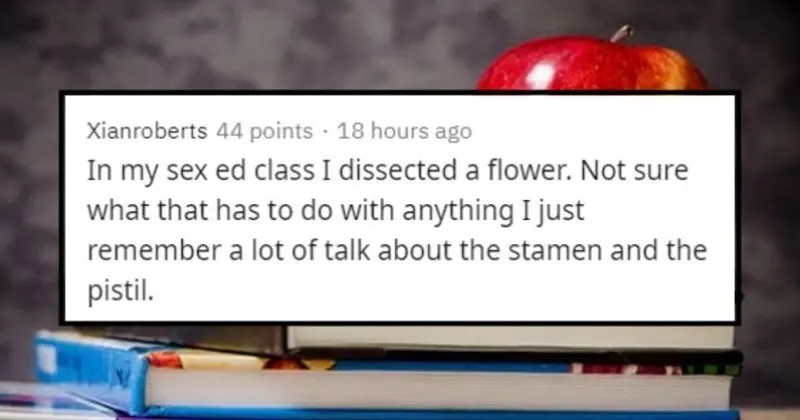 Xianroberts 44 points · 18 hours ago
In my sex ed class I dissected a flower. Not sure
what that has to do with anything I just
remember a lot of talk about the stamen and the
pistil.